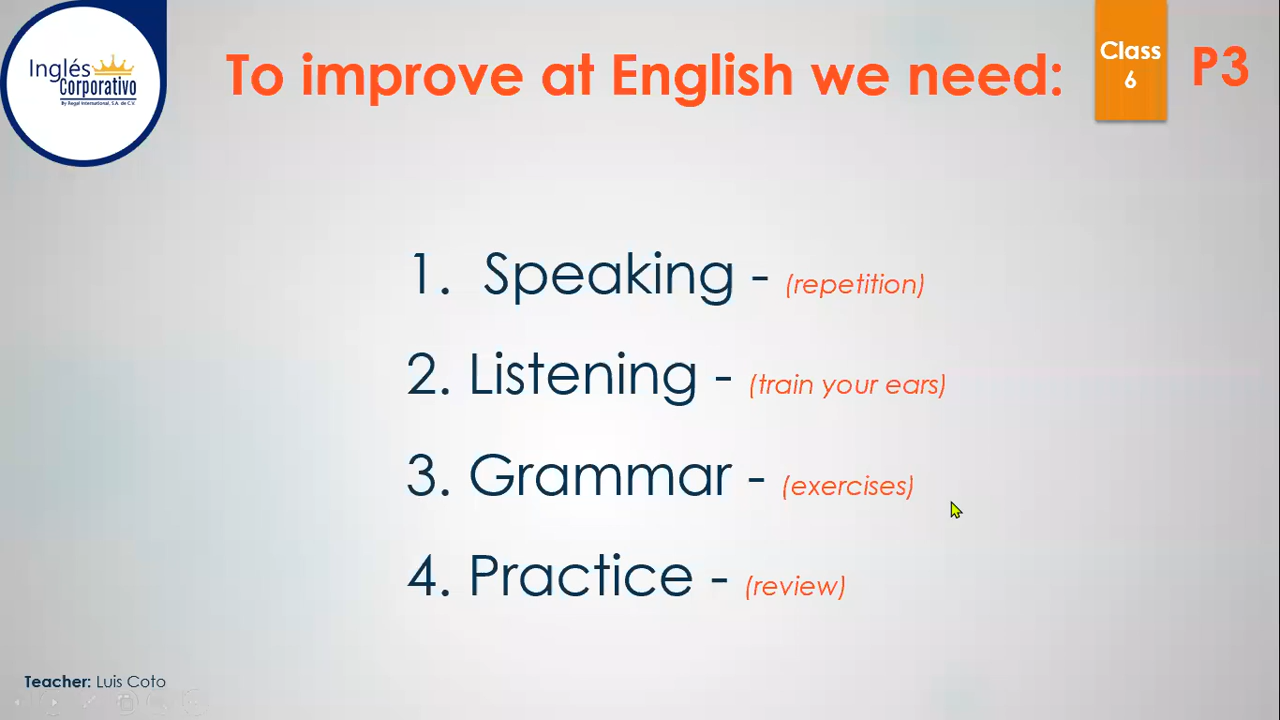 Inglés
Corporativo
By Regal International, S.A. de C.V.
To improve at English we need:
Class
6
P3
1. Speaking - (repetition)
2. Listening - (train your ears)
3. Grammar - (exercises)
4. Practice - (review)
Teacher: Luis Coto